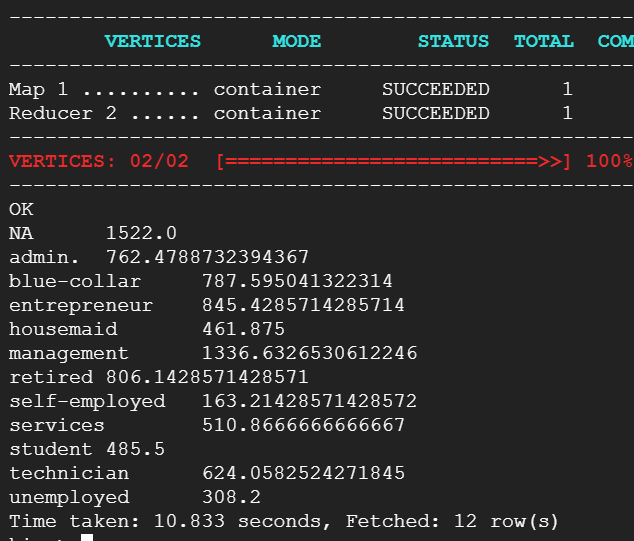 ----------------------------------------------------
VERTICES MODE STATUS TOTAL COM
----------------------------------------------------
Map 1 .......... container SUCCEEDED 1
Reducer 2 ...... container SUCCEEDED 1
----------------------------------------------------
VERTICES: 02/02 [==========================>>] 100%
----------------------------------------------------
OK
NA 1522.0
admin. 762.4788732394367
blue-collar 787.595041322314
entrepreneur 845.4285714285714
housemaid 461.875
management 1336.6326530612246
retired 806.1428571428571
self-employed 163.21428571428572
services 510.8666666666667
student 485.5
technician 624.0582524271845
unemployed 308.2
Time taken: 10.833 seconds, Fetched: 12 row(s)